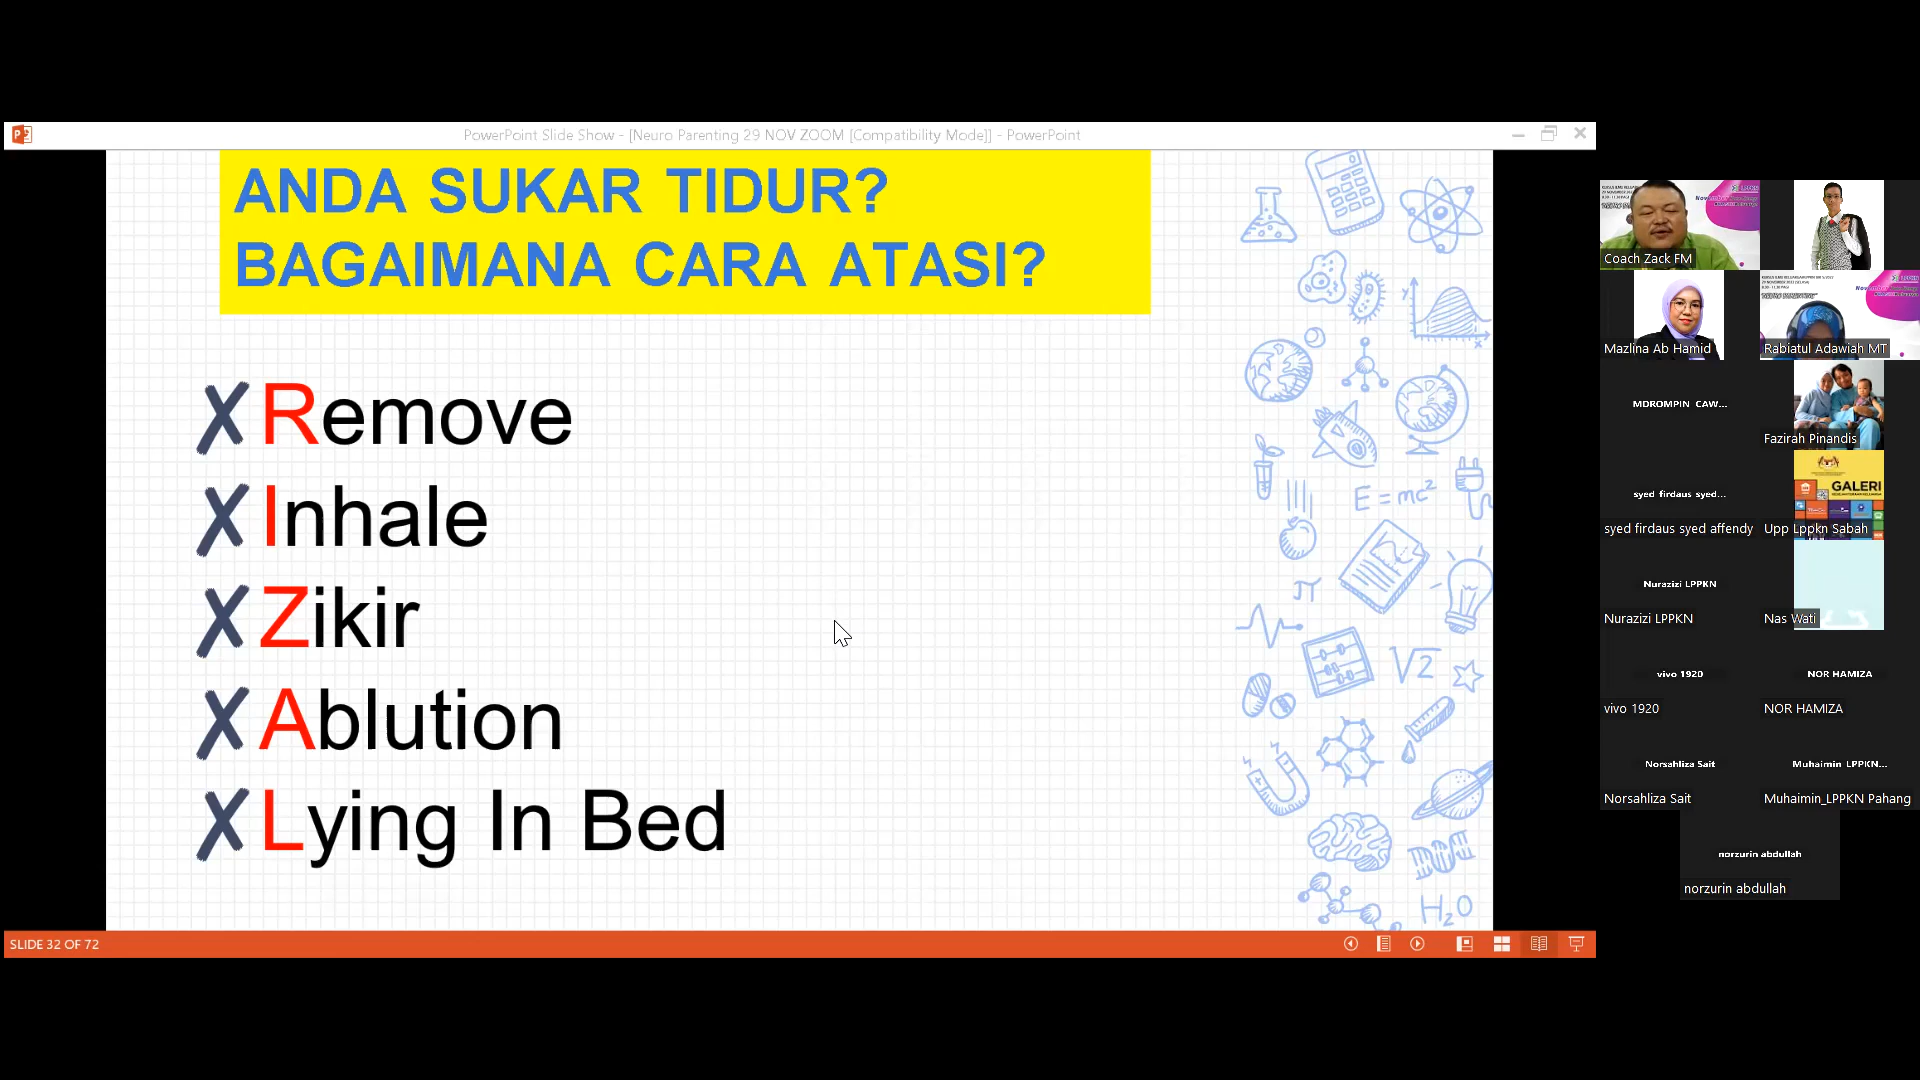 PowerPoint Slide Show - [Neuro Parenting 29 NOV ZOOM [Compatibility Mode]] - PowerPoint
ANDA SUKAR TIDUR?
BAGAIMANA CARA ATASI?
Remove
Inhale
Zikir
Ablution
Lying In Bed
E=mc²
π
√2
H₂O
SLIDE 32 OF 72
Coach Zack FM
Mazlina Ab Hamid
Rabiatul Adawiah MT
MDROMPIN CAW...
Fazirah Pinandis
syed firdaus syed...
syed firdaus syed affendy
GALERI
Upp Lppkn Sabah
Nurazizi LPPKN
Nurazizi LPPKN
Nas Wati
vivo 1920
vivo 1920
NOR HAMIZA
NOR HAMIZA
Norsahliza Sait
Norsahliza Sait
Muhaimin LPPKN...
Muhaimin_LPPKN Pahang
norzurin abdullah
norzurin abdullah